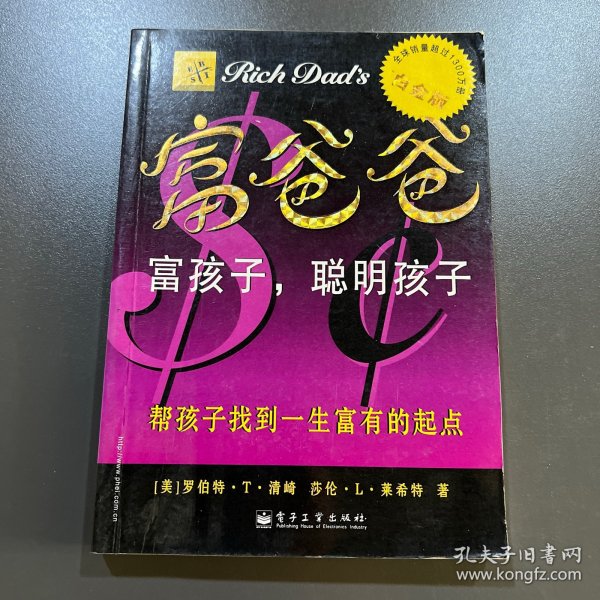 E R
S T
Rich Dad's
全球销量超过1300万册
白金版
富爸爸
富孩子，聪明孩子
帮孩子找到一生富有的起点
[美]罗伯特·T·清崎 莎伦·L·莱希特 著
电子工业出版社
Publishing House of Electronics Industry
http://www.phei.com.cn
孔夫子旧书网
www.kongfz.com